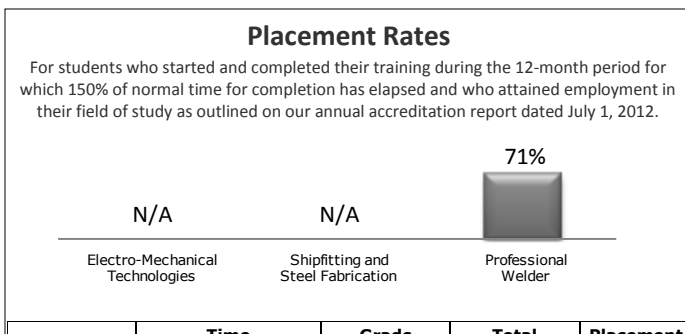 Placement Rates
For students who started and completed their training during the 12-month period for
which 150% of normal time for completion has elapsed and who attained employment in
their field of study as outlined on our annual accreditation report dated July 1, 2012.
71%
N/A N/A
Electro-Mechanical Technologies
Shipfitting and Steel Fabrication
Professional Welder
Time Grads Total Placement